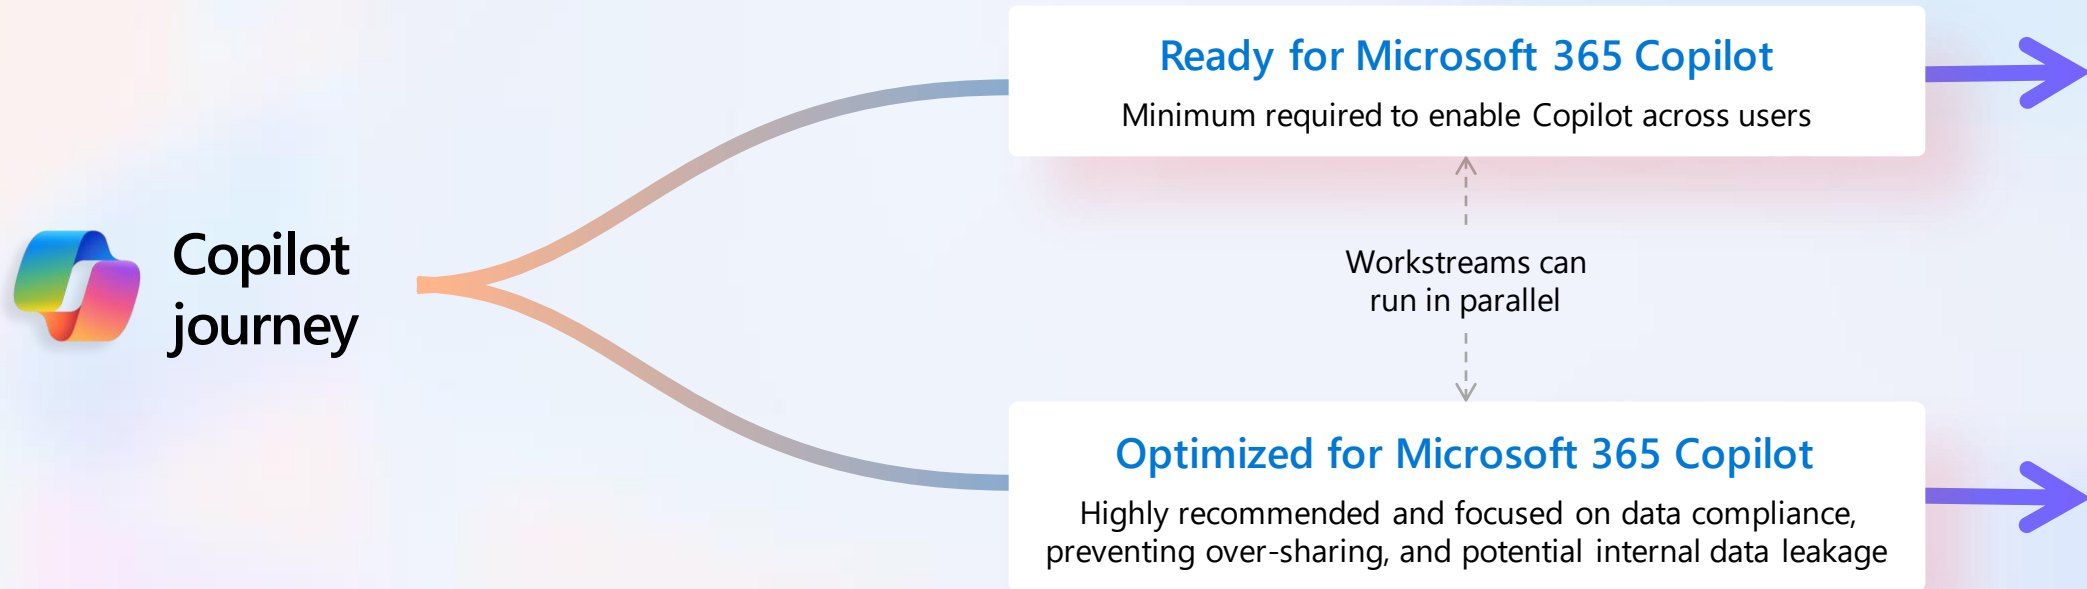 Copilot
journey
Ready for Microsoft 365 Copilot
Minimum required to enable Copilot across users
Workstreams can
run in parallel
Optimized for Microsoft 365 Copilot
Highly recommended and focused on data compliance,
preventing over-sharing, and potential internal data leakage